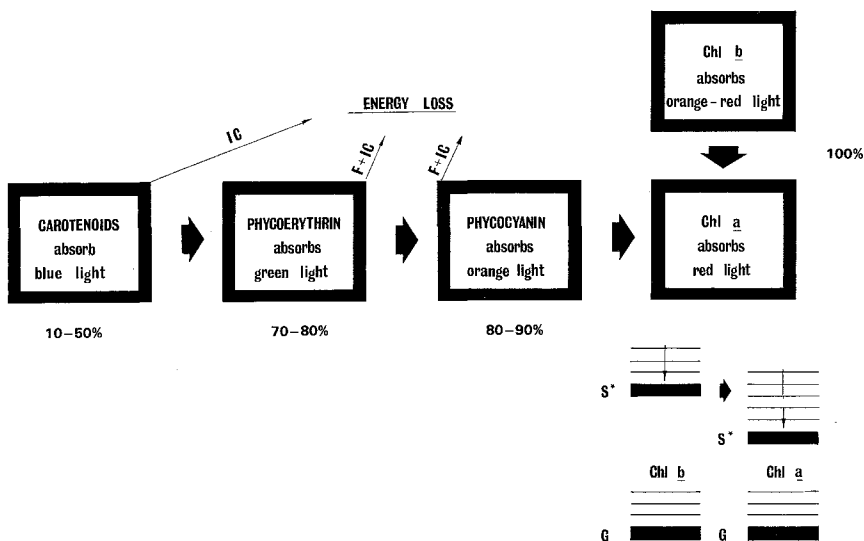 Chl b
absorbs
orange-red light
ENERGY LOSS
IC
F+IC
F+IC
100%
CAROTENOIDS
absorb
blue light
PHYCOERYTHRIN
absorbs
green light
PHYCOCYANIN
absorbs
orange light
Chl a
absorbs
red light
10–50%
70–80%
80–90%
S*
S*
Chl b
Chl a
G
G